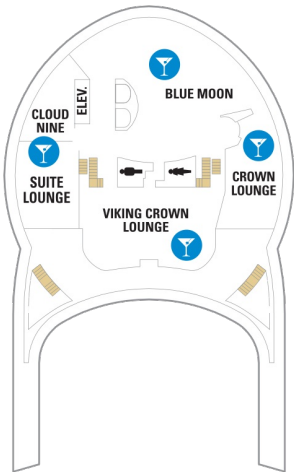 BLUE MOON
ELEV.
CLOUD
NINE
SUITE
LOUNGE
CROWN
LOUNGE
VIKING CROWN
LOUNGE